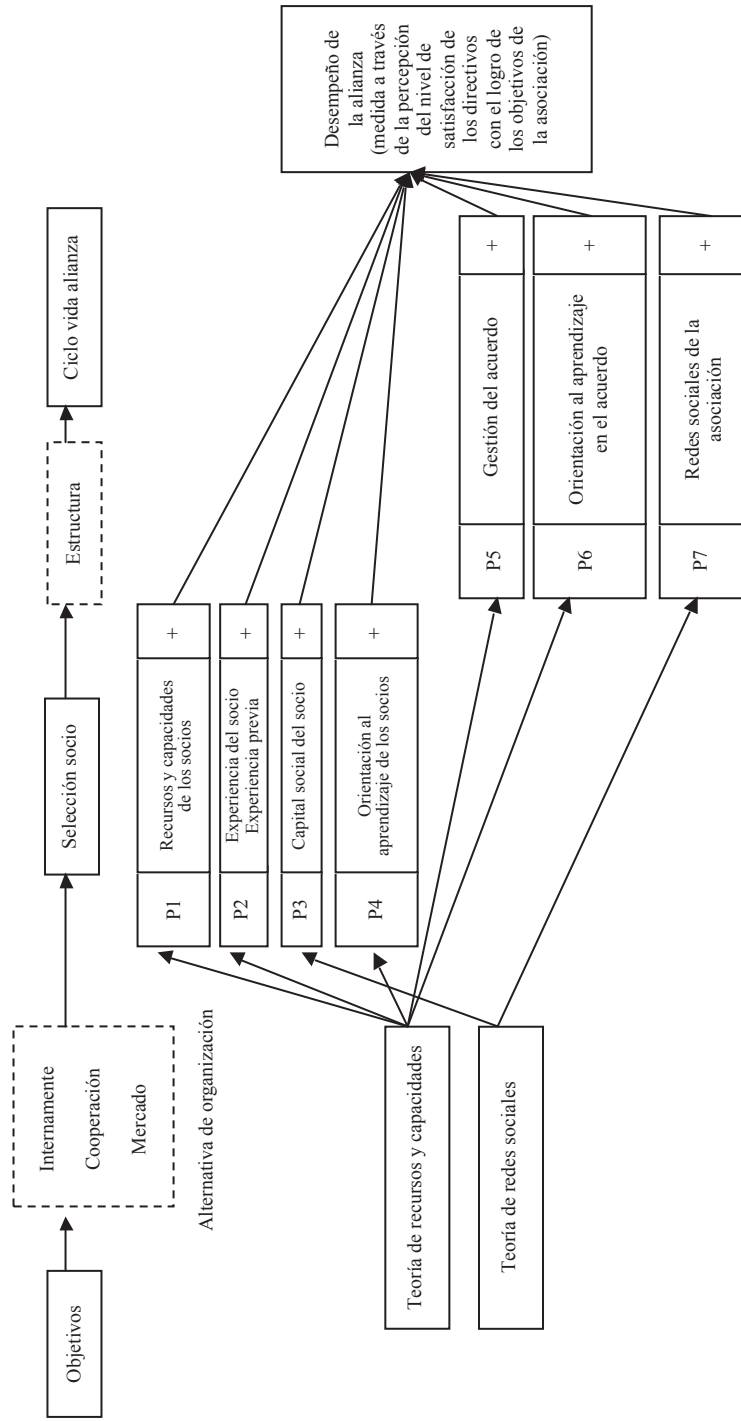 Objetivos
Internamente
Cooperación
Mercado
Alternativa de organización
Selección socio
Estructura
Ciclo vida alianza
Teoría de recursos y capacidades
Teoría de redes sociales
P1
Recursos y capacidades
de los socios
+
P2
Experiencia del socio
Experiencia previa
+
P3
Capital social del socio
+
P4
Orientación al
aprendizaje de los socios
+
P5
Gestión del acuerdo
+
P6
Orientación al aprendizaje
en el acuerdo
+
P7
Redes sociales de la
asociación
+
Desempeño de
la alianza
(medida a través
de la percepción
del nivel de
satisfacción de
los directivos
con el logro de
los objetivos de
la asociación)